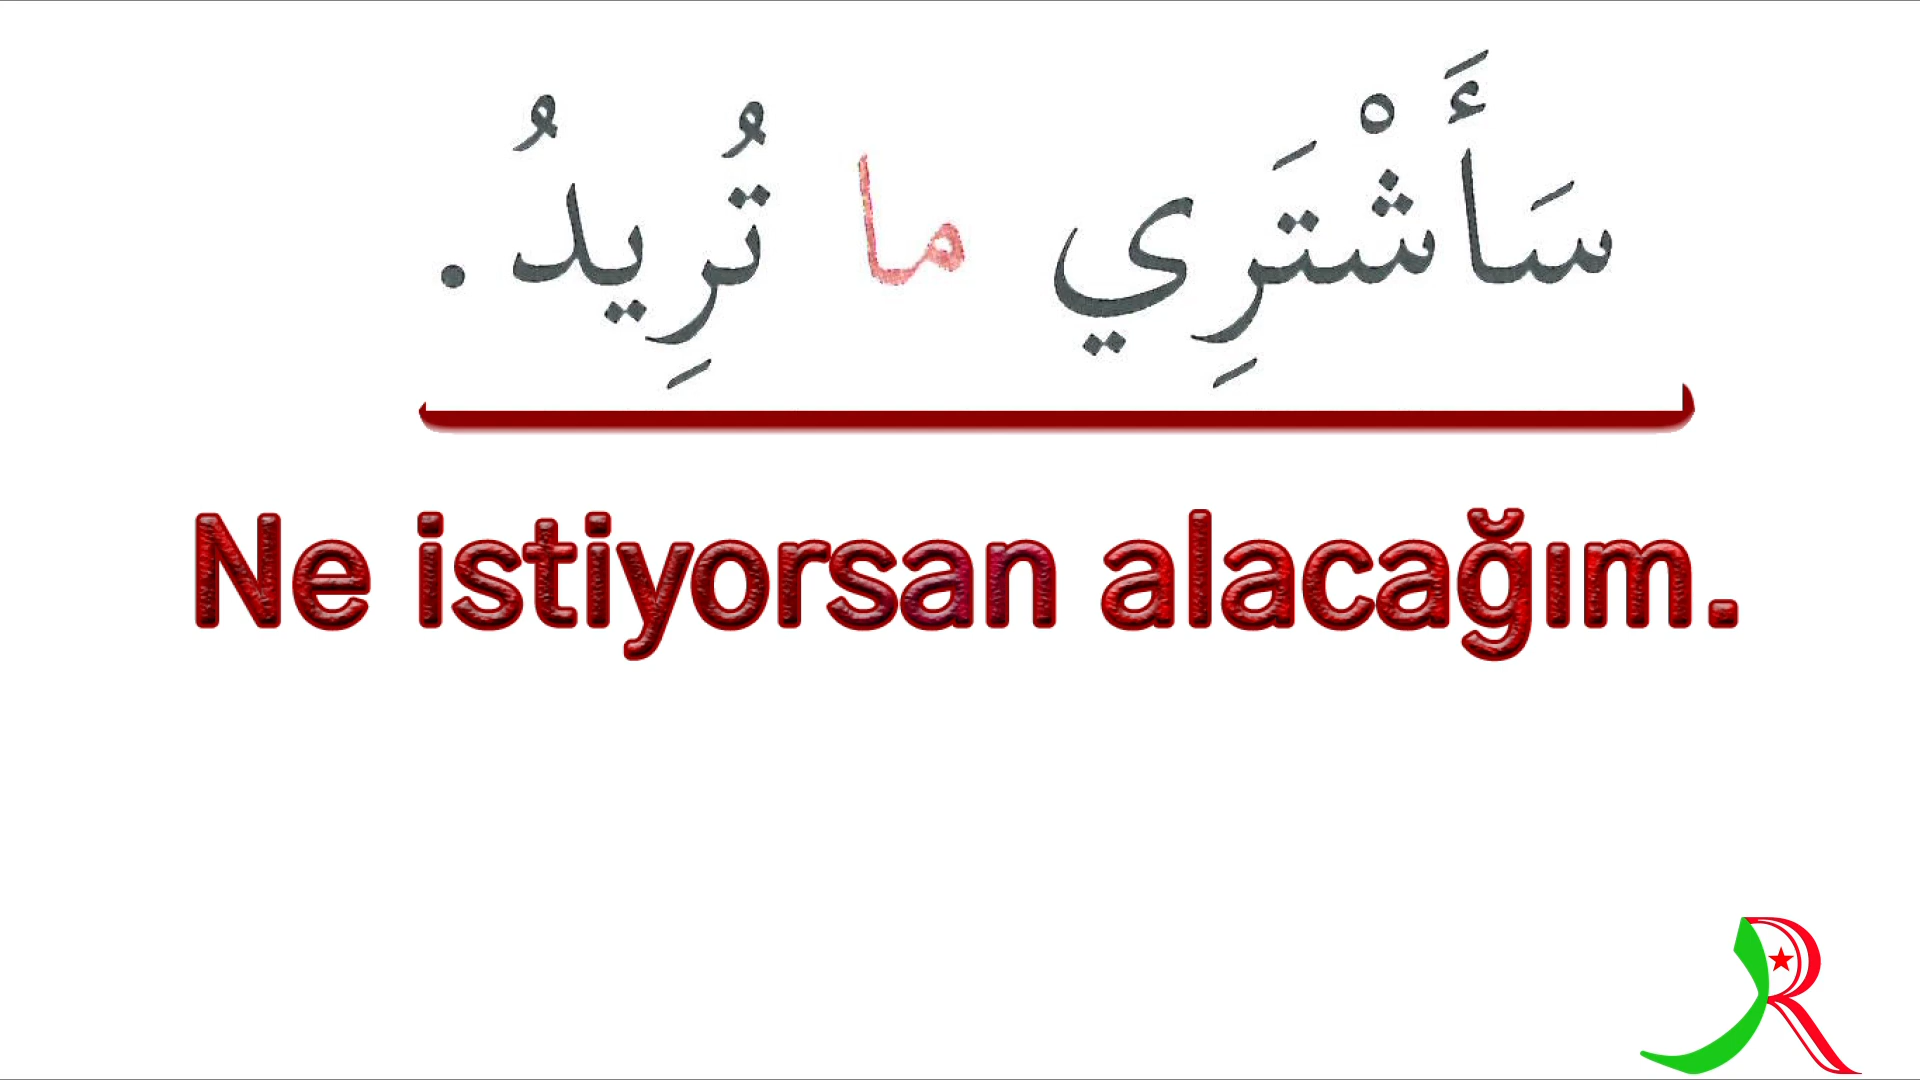 سَأَشْتَرِي ما تُرِيدُ .
Ne istiyorsan alacağım.